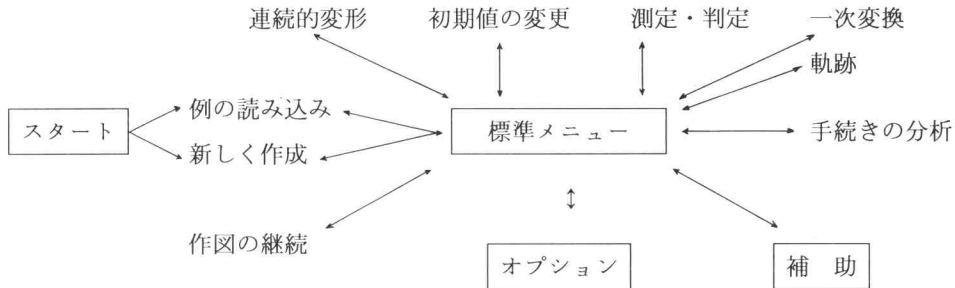 連続的変形　初期値の変更　測定・判定　一次変換
軌跡
例の読み込み
スタート　標準メニュー　手続きの分析
新しく作成
作図の継続
オプション　補　助